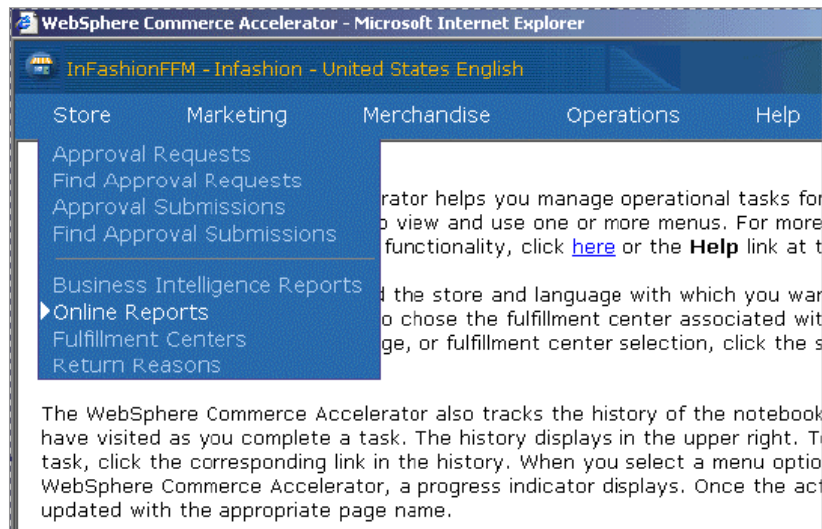 WebSphere Commerce Accelerator - Microsoft Internet Explorer
InFashionFFM - Infashion - United States English
Store Marketing Merchandise Operations Help
Approval Requests
Find Approval Requests
Approval Submissions
Find Approval Submissions
Business Intelligence Reports
Online Reports
Fulfillment Centers
Return Reasons
rator helps you manage operational tasks for
o view and use one or more menus. For more
functionality, click here or the Help link at t
d the store and language with which you war
o chose the fulfillment center associated wit
ge, or fulfillment center selection, click the s
The WebSphere Commerce Accelerator also tracks the history of the notebook
have visited as you complete a task. The history displays in the upper right. T
task, click the corresponding link in the history. When you select a menu optio
WebSphere Commerce Accelerator, a progress indicator displays. Once the act
updated with the appropriate page name.